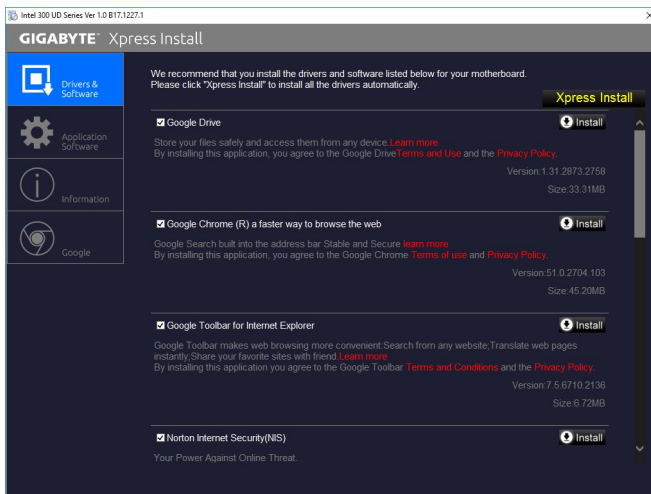 Intel 300 UD Series Ver 1.0 B17.1227.1
GIGABYTE™ Xpress Install
We recommend that you install the drivers and software listed below for your motherboard.
Please click "Xpress Install" to install all the drivers automatically.
Xpress Install
Drivers &
Software
Application
Software
Information
Google
Google Drive
Install
Store your files safely and access them from any device.Learn more
By installing this application, you agree to the Google DriveTerms and Use and the Privacy Policy.
Version:1.31.2873.2758
Size:33.31MB
Google Chrome (R) a faster way to browse the web
Install
Google Search built into the address bar Stable and Secure learn more
By installing this application, you agree to the Google Chrome Terms of use and Privacy Policy.
Version:51.0.2704.103
Size:45.20MB
Google Toolbar for Internet Explorer
Install
Google Toolbar makes web browsing more convenient:Search from any website;Translate web pages
instantly;Share your favorite sites with friend.Learn more
By installing this application you agree to the Google Toolbar Terms and Conditions and the Privacy Policy.
Version:7.5.6710.2136
Size:6.72MB
Norton Internet Security(NIS)
Install
Your Power Against Online Threat.